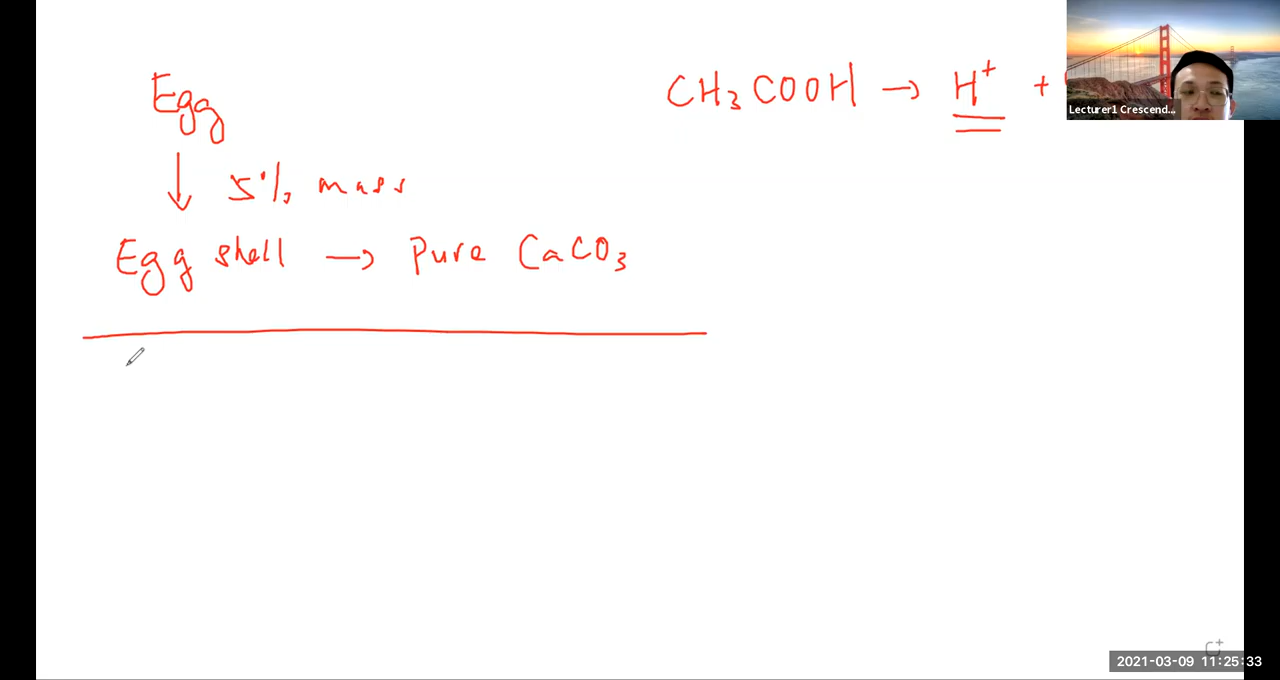 Egg
CH₃COOH → H⁺ +
Lecturer1 Crescend...
↓ 5% mass
Egg shell → Pure CaCO₃
2021-03-09 11:25:33